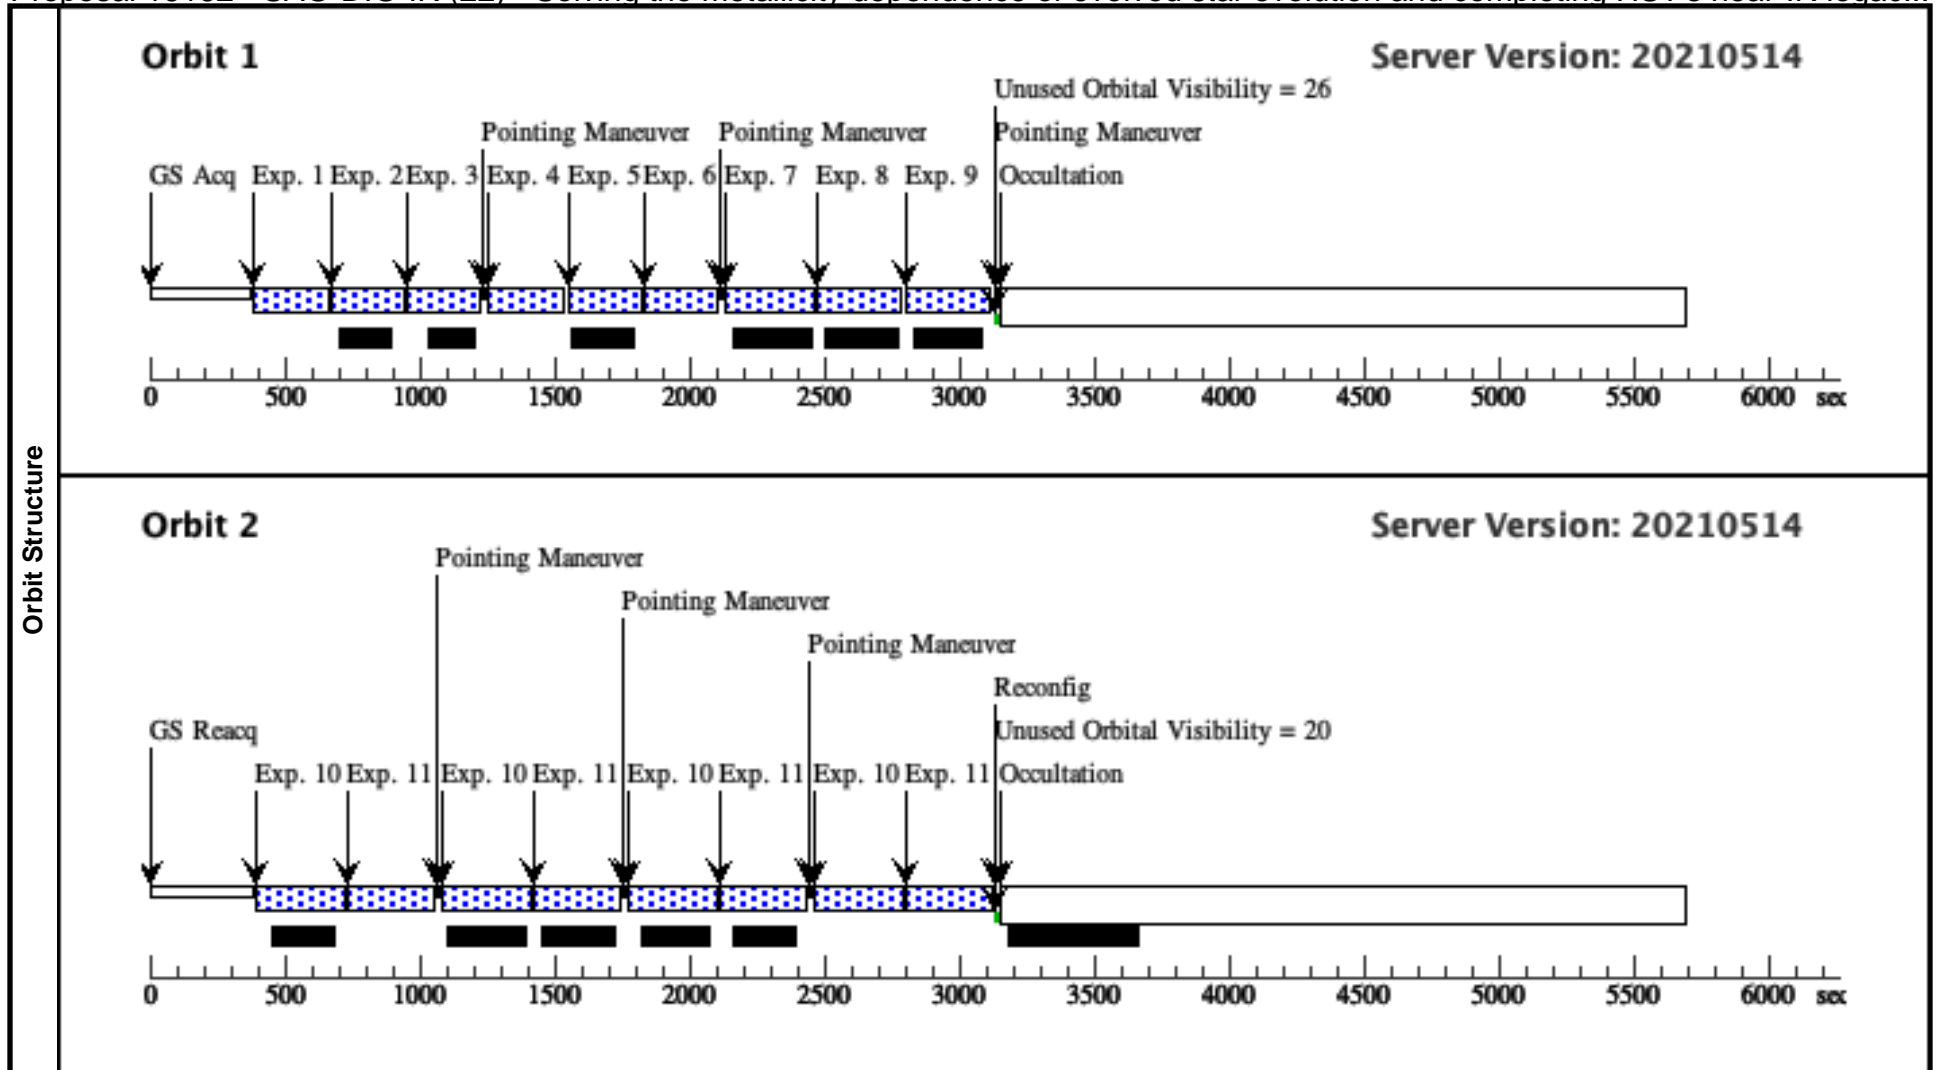 Orbit Structure
Orbit 1 Server Version: 20210514
Unused Orbital Visibility = 26
Pointing Maneuver Pointing Maneuver Pointing Maneuver
GS Acq Exp. 1 Exp. 2 Exp. 3 Exp. 4 Exp. 5 Exp. 6 Exp. 7 Exp. 8 Exp. 9 Occultation
0 500 1000 1500 2000 2500 3000 3500 4000 4500 5000 5500 6000 sec
Orbit 2 Server Version: 20210514
Pointing Maneuver
Pointing Maneuver
Pointing Maneuver
Reconfig
GS Reacq Unused Orbital Visibility = 20
Exp. 10 Exp. 11 Exp. 10 Exp. 11 Exp. 10 Exp. 11 Exp. 10 Exp. 11 Occultation
0 500 1000 1500 2000 2500 3000 3500 4000 4500 5000 5500 6000 sec